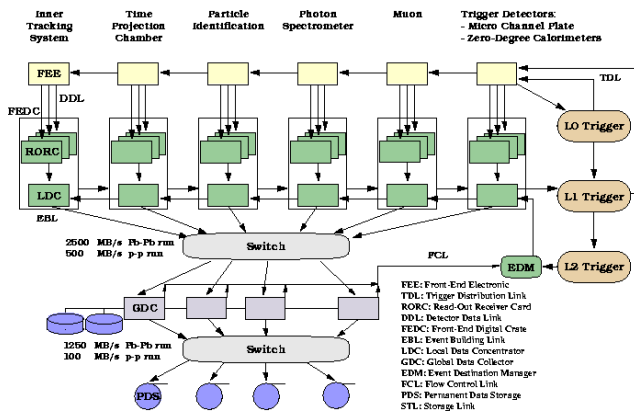 Inner Tracking System
Time Projection Chamber
Particle Identification
Photon Spectrometer
Muon
Trigger Detectors:
- Micro Channel Plate
- Zero-Degree Calorimeters
FEE
TDL
FEDC
DDL
L0 Trigger
RORC
LDC
L1 Trigger
EBL
2500 MB/s Pb-Pb run
500 MB/s p-p run
Switch
FCL
EDM
L2 Trigger
GDC
1250 MB/s Pb-Pb run
100 MB/s p-p run
Switch
PDS
FEE: Front-End Electronic
TDL: Trigger Distribution Link
RORC: Read-Out Receiver Card
DDL: Detector Data Link
FEDC: Front-End Digital Crate
EBL: Event Building Link
LDC: Local Data Concentrator
GDC: Global Data Collector
EDM: Event Destination Manager
FCL: Flow Control Link
PDS: Permanent Data Storage
STL: Storage Link